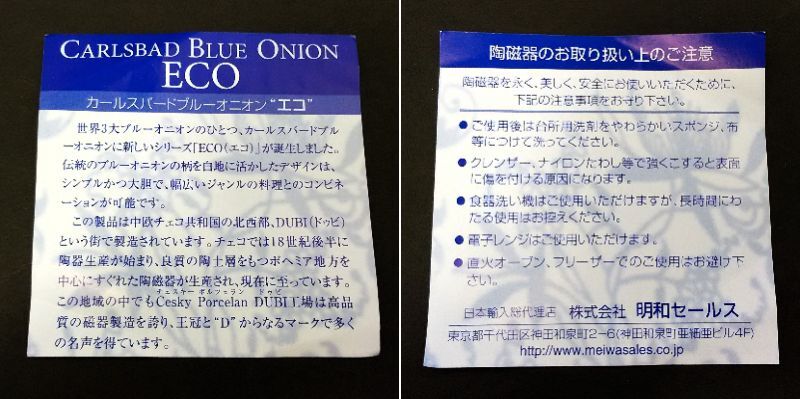 CARLSBAD BLUE ONION
ECO
カールスバードブルーオニオン“エコ”
世界3大ブルーオニオンのひとつ、カールスバードブルー
オニオンに新しいシリーズ「ECO(エコ)」が誕生しました。
伝統のブルーオニオンの柄を白地に活かしたデザインは、
シンプルかつ大胆で、幅広いジャンルの料理とのコンビネ
ーションが可能です。
この製品は中欧チェコ共和国の北西部、DUBI(ドゥビ)
という街で製造されています。チェコでは18世紀後半に
陶器生産が始まり、良質の陶土層をもつボヘミア地方を
中心にすぐれた陶磁器が生産され、現在に至っています。
チェスキー ポルツェラン ドゥビ
この地域の中でもCesky Porcelan DUBI工場は高品
質の磁器製造を誇り、王冠と“D”からなるマークで多く
の名声を得ています。
陶磁器のお取り扱い上のご注意
陶磁器を永く、美しく、安全にお使いいただくために、
下記の注意事項をお守り下さい。
●ご使用後は台所用洗剤をやわらかいスポンジ、布
等につけて洗ってください。
●クレンザー、ナイロンたわし等で強くこすると表面
に傷を付ける原因になります。
●食器洗い機はご使用いただけますが、長時間にわ
たる使用はお控えください。
●電子レンジはご使用いただけます。
●直火オーブン、フリーザーでのご使用はお避け下
さい。
日本輸入総代理店 株式会社 明和セールス
東京都千代田区神田和泉町2-6(神田和泉町亜細亜ビル4F)
http://www.meiwasales.co.jp